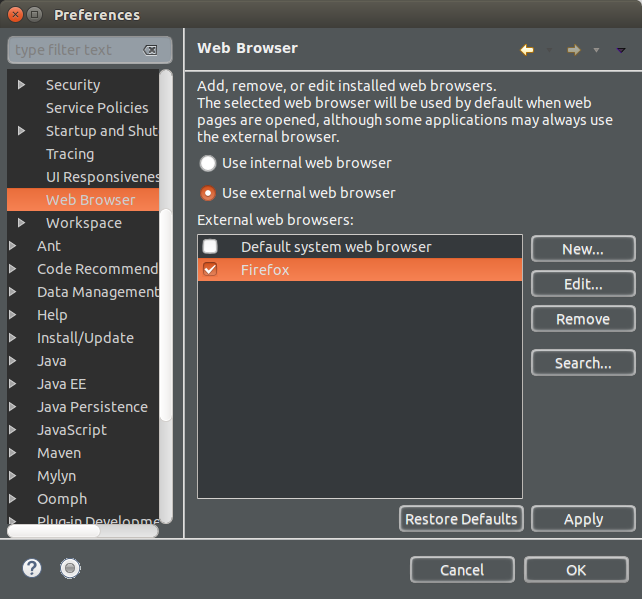 Preferences
type filter text
Security
Service Policies
Startup and Shut
Tracing
UI Responsivenes
Web Browser
Workspace
Ant
Code Recommend
Data Management
Help
Install/Update
Java
Java EE
Java Persistence
JavaScript
Maven
Mylyn
Oomph
Plug-in Developme
Web Browser
Add, remove, or edit installed web browsers.
The selected web browser will be used by default when web
pages are opened, although some applications may always use
the external browser.
Use internal web browser
Use external web browser
External web browsers:
Default system web browser
Firefox
New...
Edit...
Remove
Search...
Restore Defaults
Apply
?
Cancel
OK